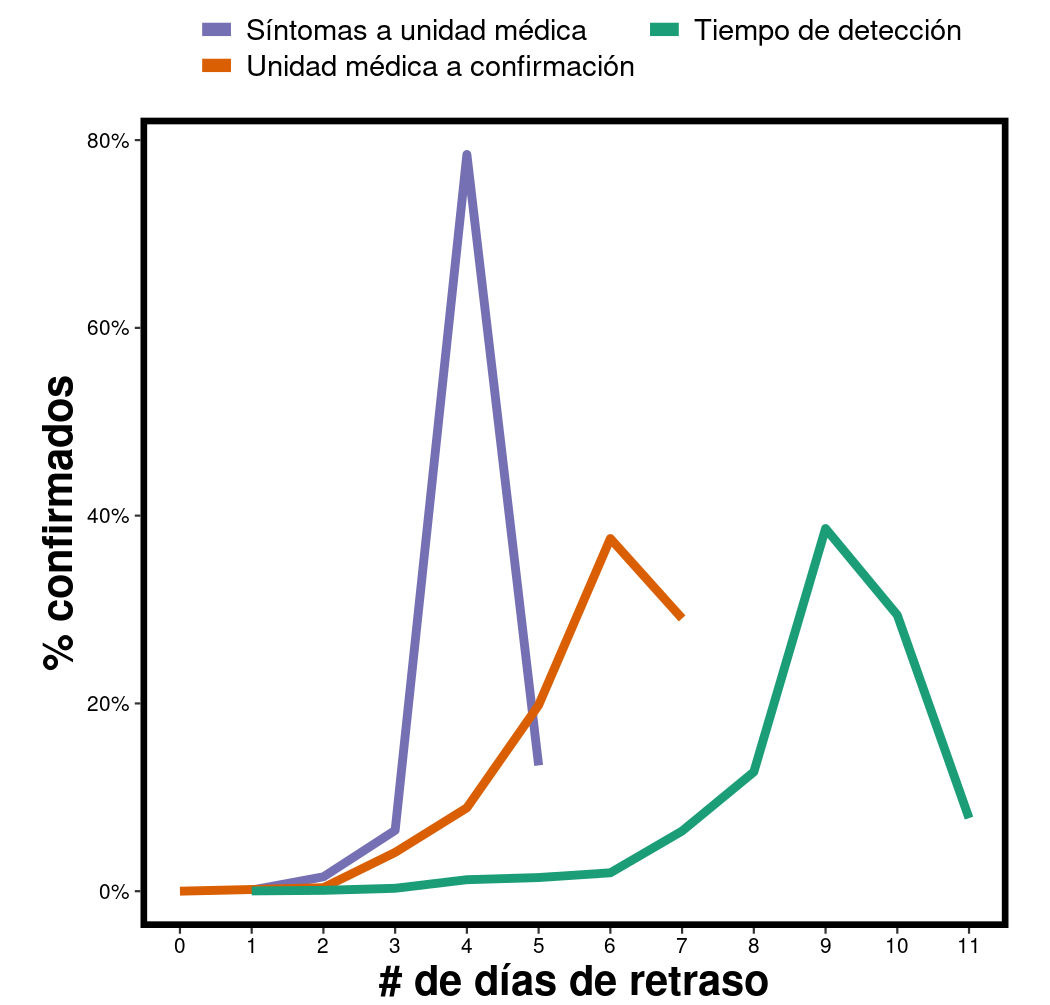 Síntomas a unidad médica
Tiempo de detección
Unidad médica a confirmación
80%
60%
40%
20%
0%
% confirmados
0 1 2 3 4 5 6 7 8 9 10 11
# de días de retraso